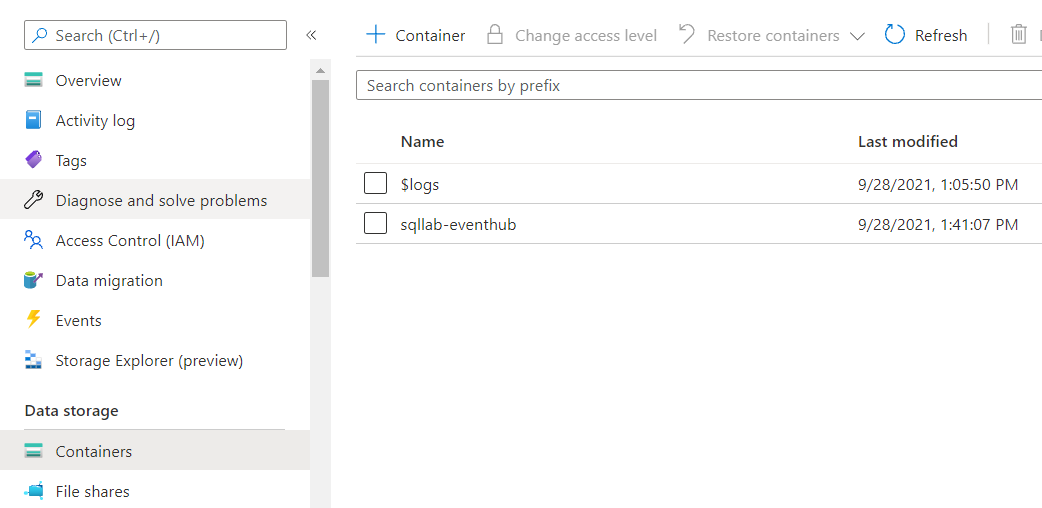 Search (Ctrl+/)
«
Overview
Activity log
Tags
Diagnose and solve problems
Access Control (IAM)
Data migration
Events
Storage Explorer (preview)
Data storage
Containers
File shares
Container Change access level Restore containers Refresh
Search containers by prefix
Name Last modified
$logs 9/28/2021, 1:05:50 PM
sqllab-eventhub 9/28/2021, 1:41:07 PM